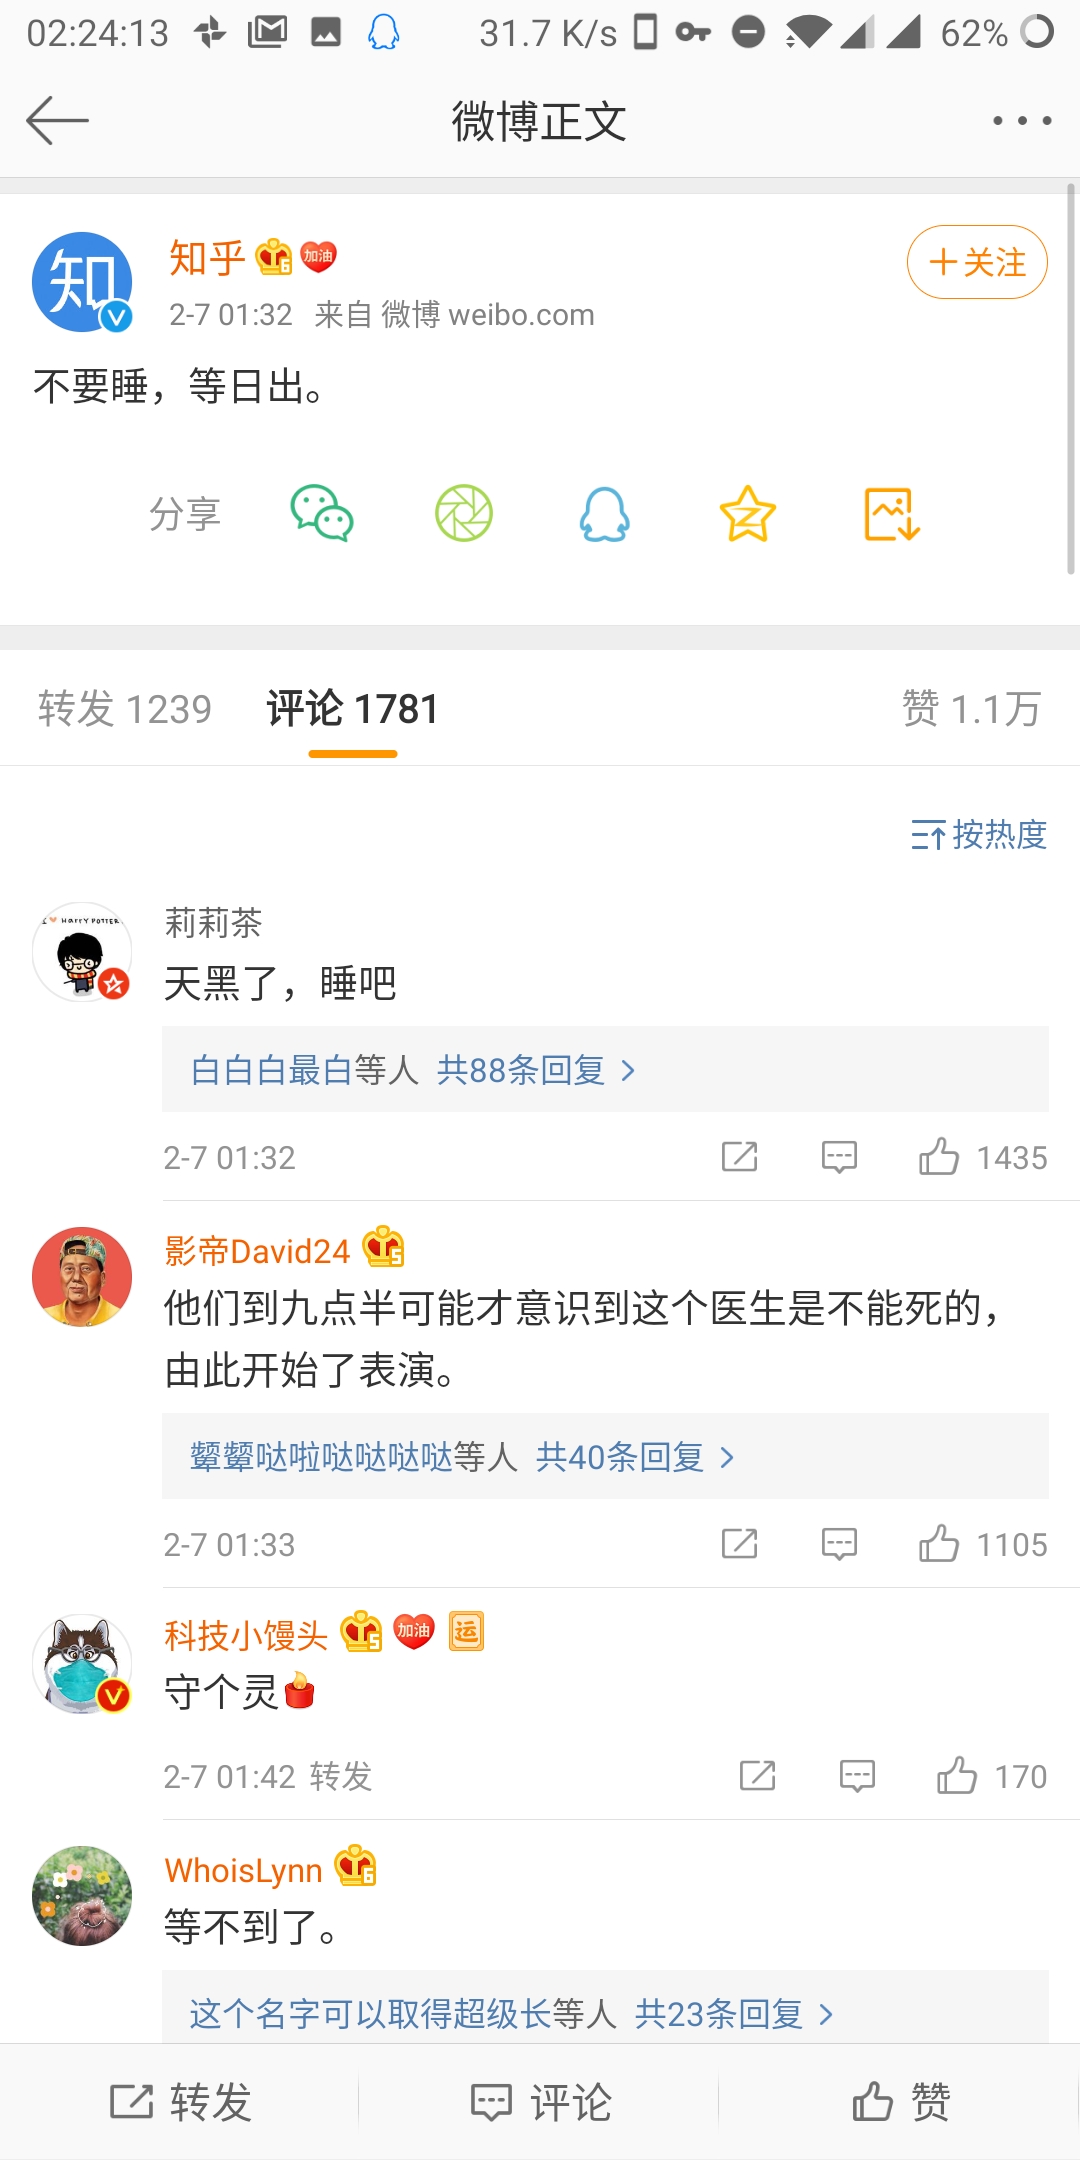 02:24:13 31.7 K/s 62%
微博正文
知乎 6 加油
+关注
知
2-7 01:32 来自 微博 weibo.com
不要睡，等日出。
分享
转发 1239 评论 1781 赞 1.1万
按热度
I ♥ HARRY POTTER
莉莉茶
天黑了，睡吧
白白白最白等人 共88条回复
2-7 01:32 1435
影帝David24 5
他们到九点半可能才意识到这个医生是不能死的，
由此开始了表演。
颦颦哒啦哒哒哒哒等人 共40条回复
2-7 01:33 1105
科技小馒头 5 加油 运
守个灵
2-7 01:42 转发 170
WhoisLynn 6
等不到了。
这个名字可以取得超级长等人 共23条回复
转发 评论 赞